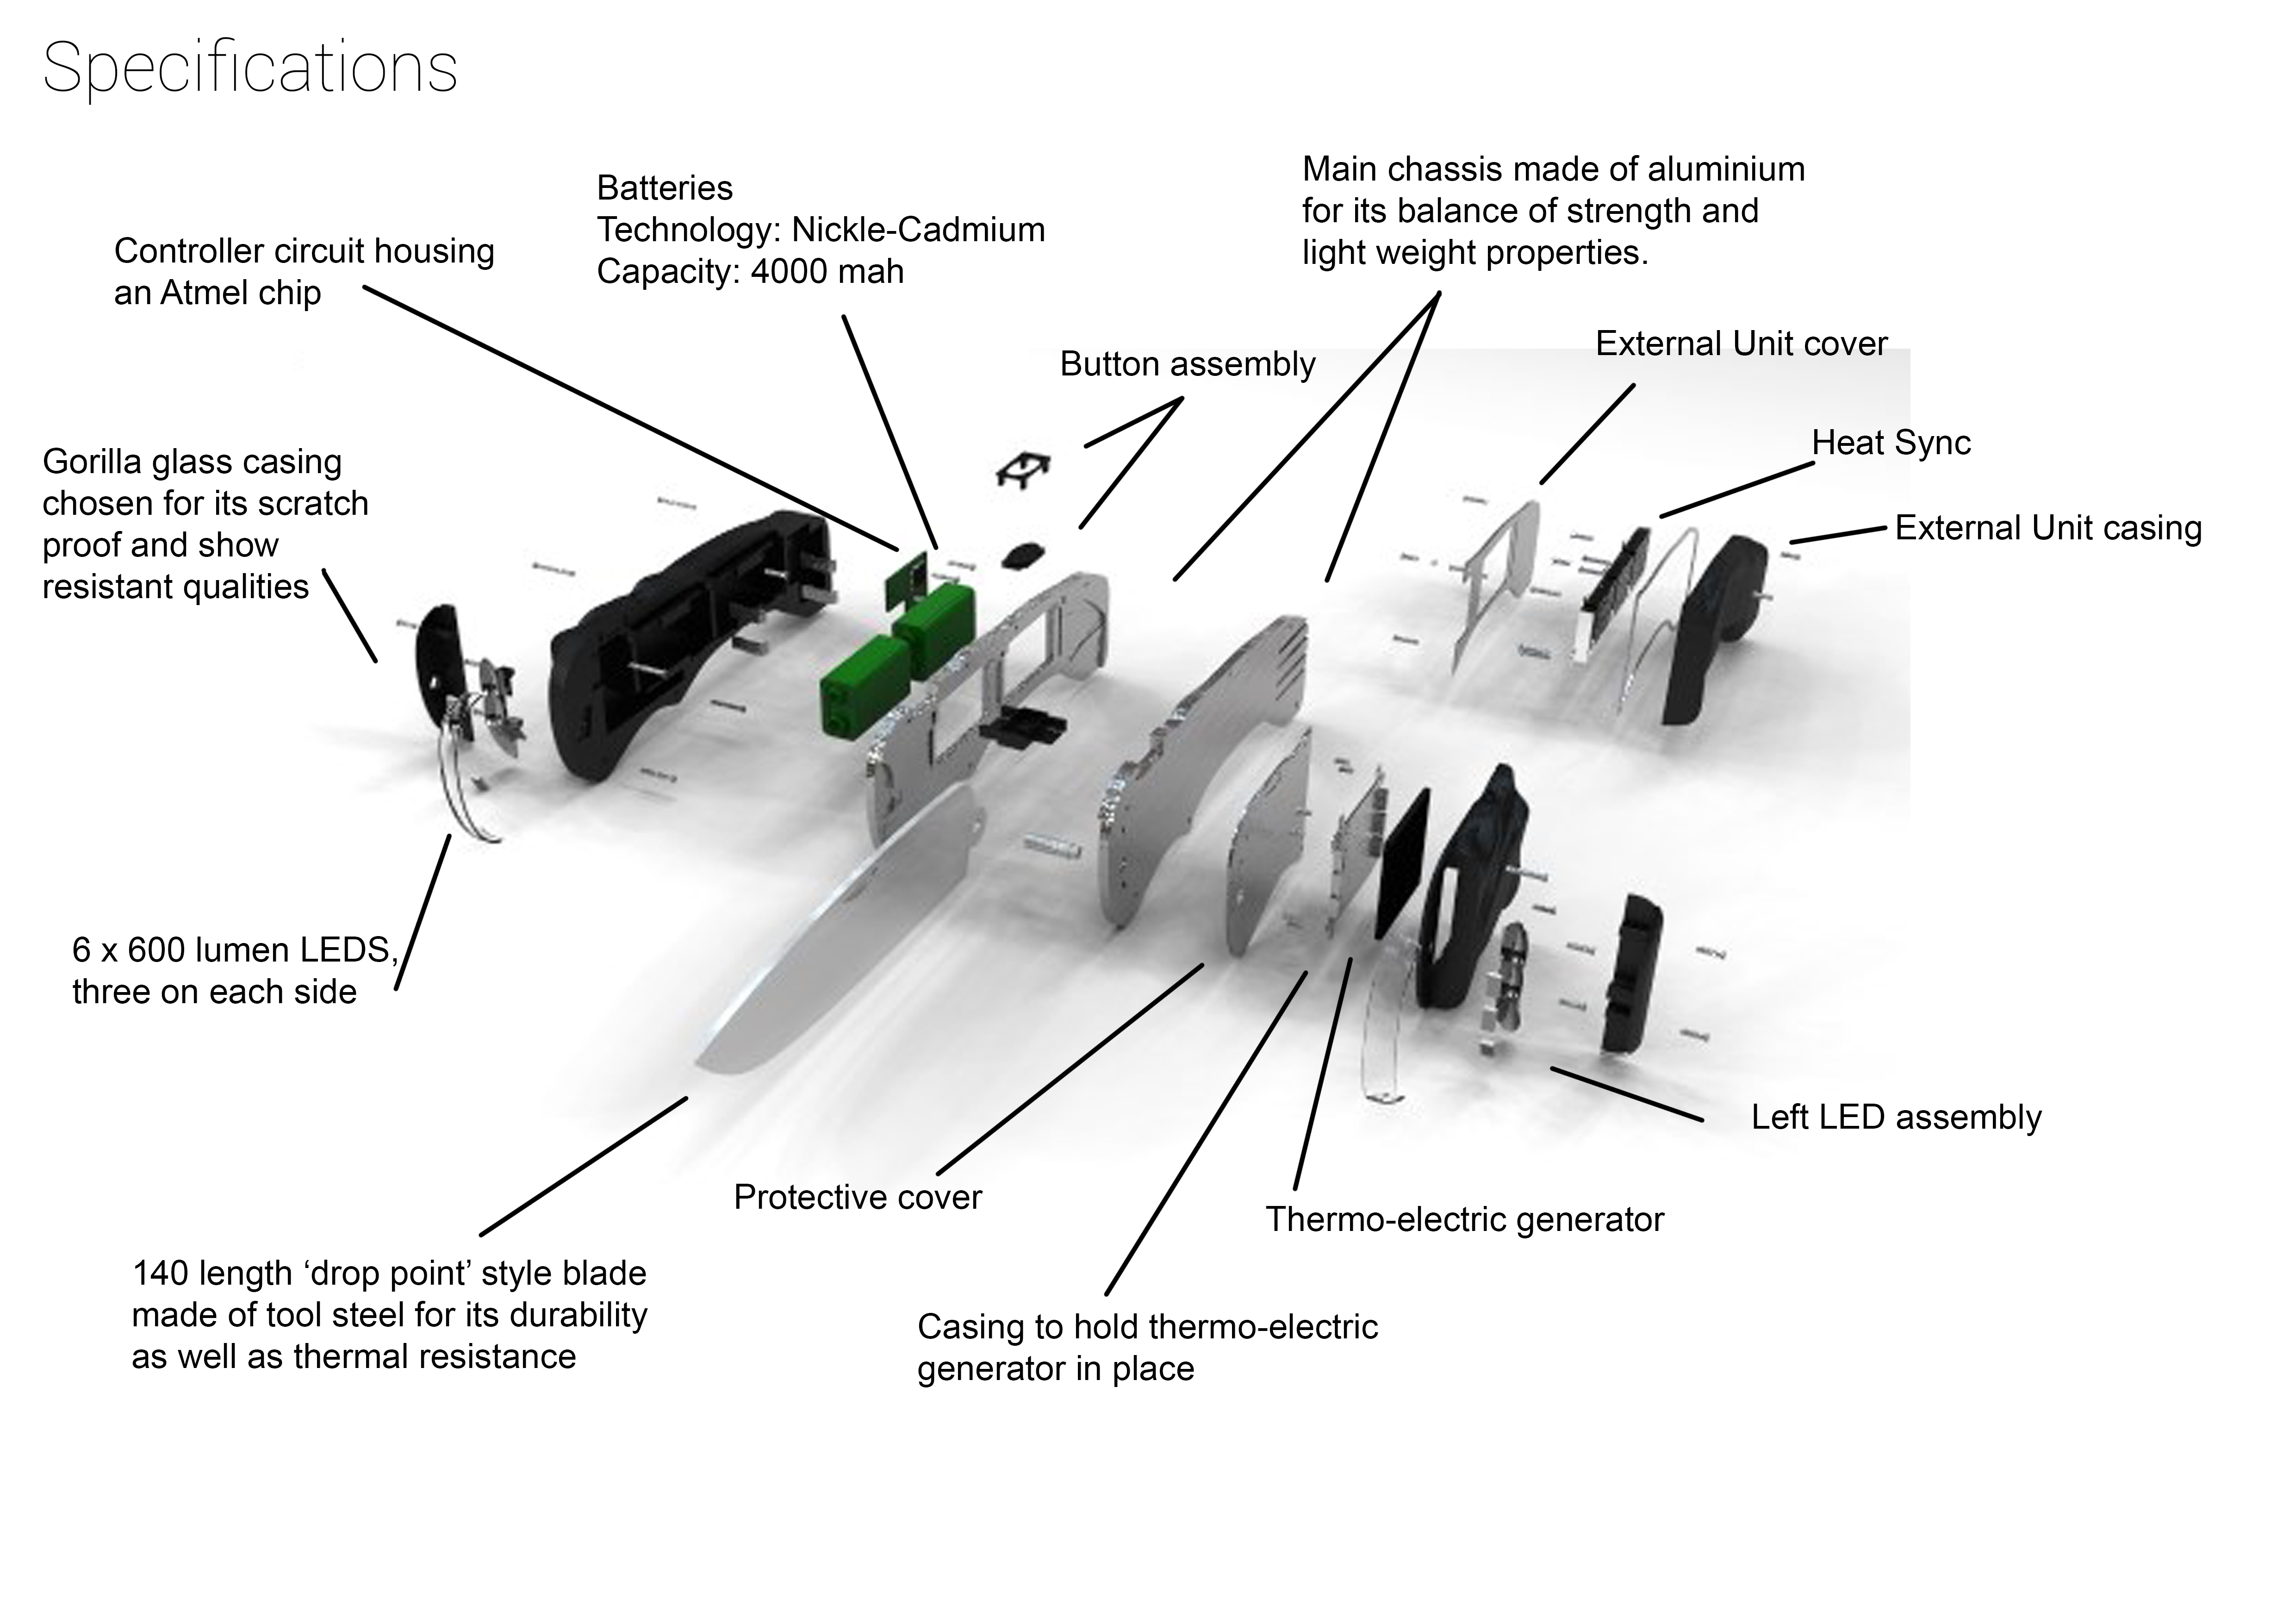 Specifications
Main chassis made of aluminium
for its balance of strength and
light weight properties.
Batteries
Technology: Nickle-Cadmium
Capacity: 4000 mah
Controller circuit housing
an Atmel chip
Button assembly
External Unit cover
Heat Sync
External Unit casing
Gorilla glass casing
chosen for its scratch
proof and show
resistant qualities
6 x 600 lumen LEDS,
three on each side
Left LED assembly
Protective cover
Thermo-electric generator
140 length ‘drop point’ style blade
made of tool steel for its durability
as well as thermal resistance
Casing to hold thermo-electric
generator in place